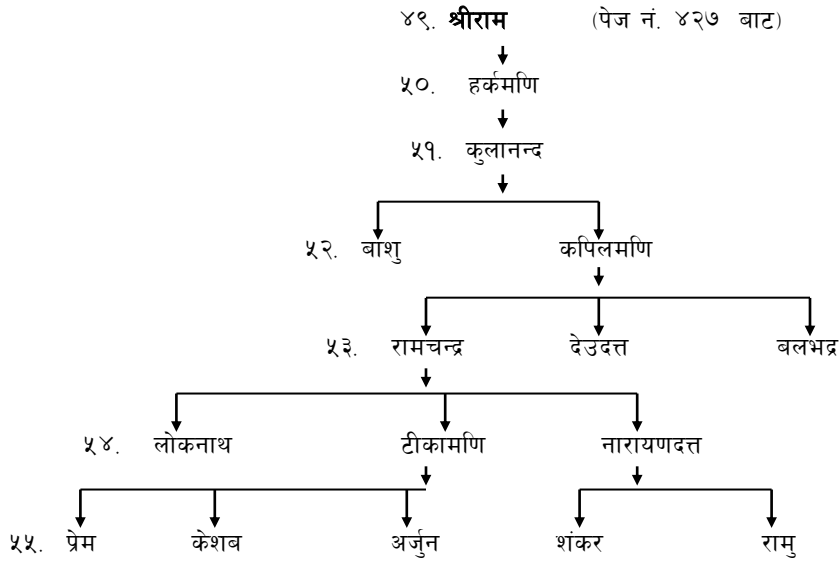 ४९. श्रीराम (पेज नं. ४२७ बाट)
५०. हर्कमणि
५१. कुलानन्द
५२. बाशु कपिलमणि
५३. रामचन्द्र देउदत्त बलभद्र
५४. लोकनाथ टीकामणि नारायणदत्त
५५. प्रेम केशब अर्जुन शंकर रामु